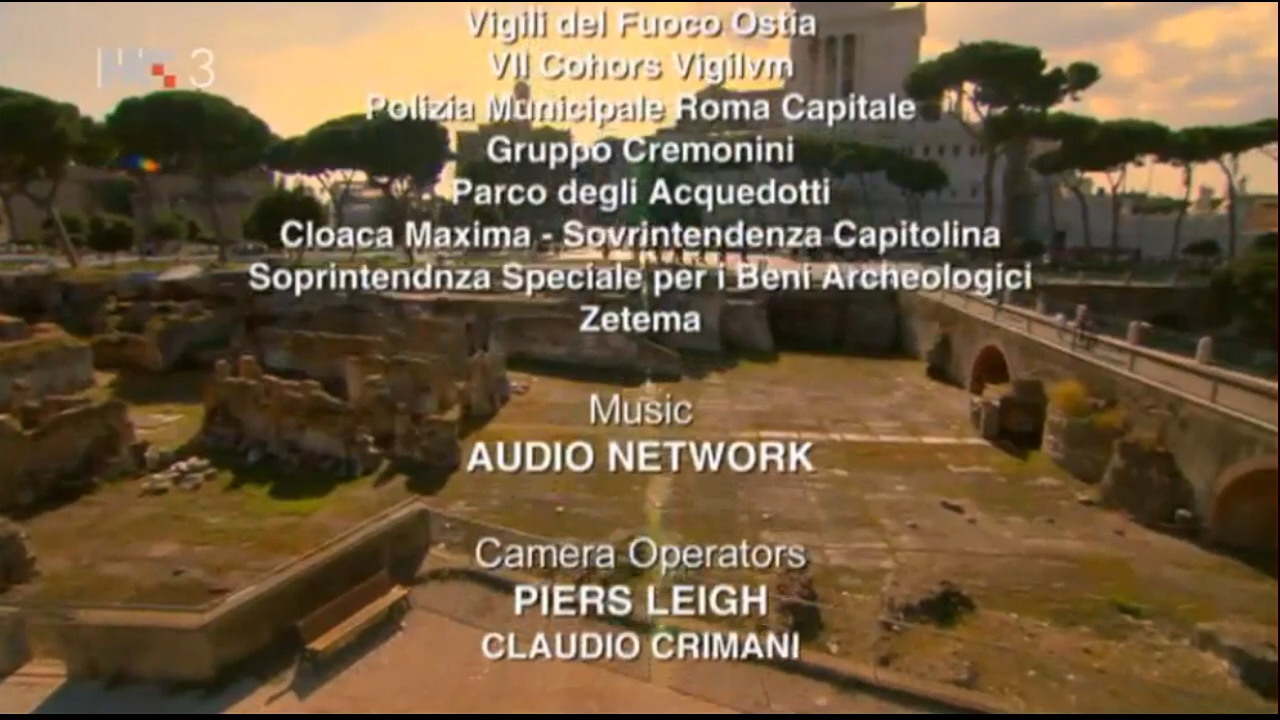 Vigili del Fuoco Ostia
VII Cohors Vigilvm
Polizia Municipale Roma Capitale
Gruppo Cremonini
Parco degli Acquedotti
Cloaca Maxima - Sovrintendenza Capitolina
Soprintendnza Speciale per i Beni Archeologici
Zetema
Music
AUDIO NETWORK
Camera Operators
PIERS LEIGH
CLAUDIO CRIMANI
3